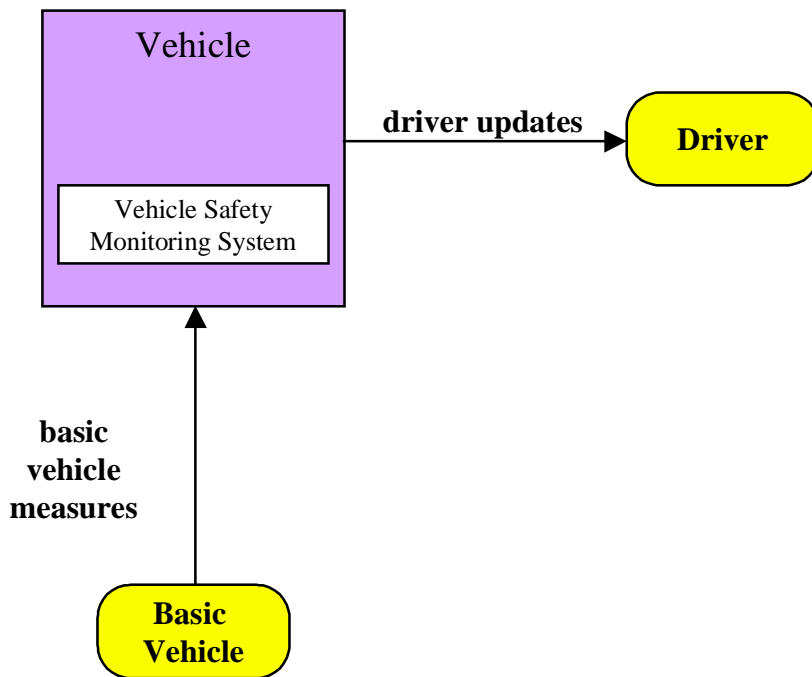 Vehicle
driver updates
Driver
Vehicle Safety
Monitoring System
basic
vehicle
measures
Basic
Vehicle